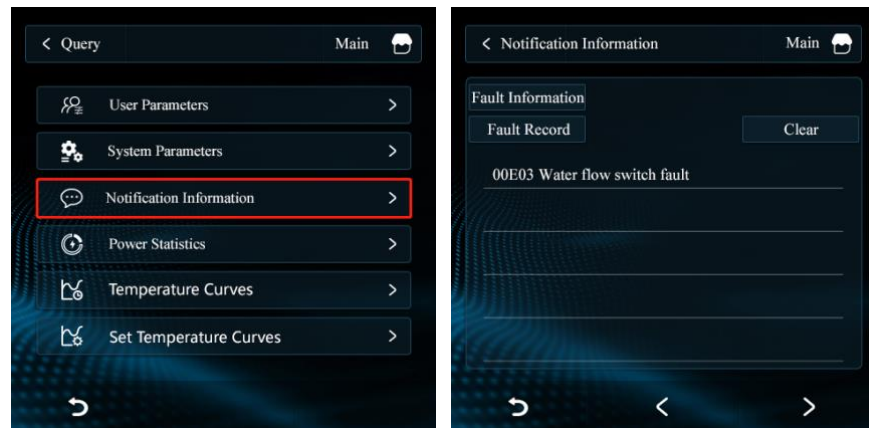 Query Main
User Parameters
System Parameters
Notification Information
Power Statistics
Temperature Curves
Set Temperature Curves
Notification Information Main
Fault Information
Fault Record Clear
00E03 Water flow switch fault